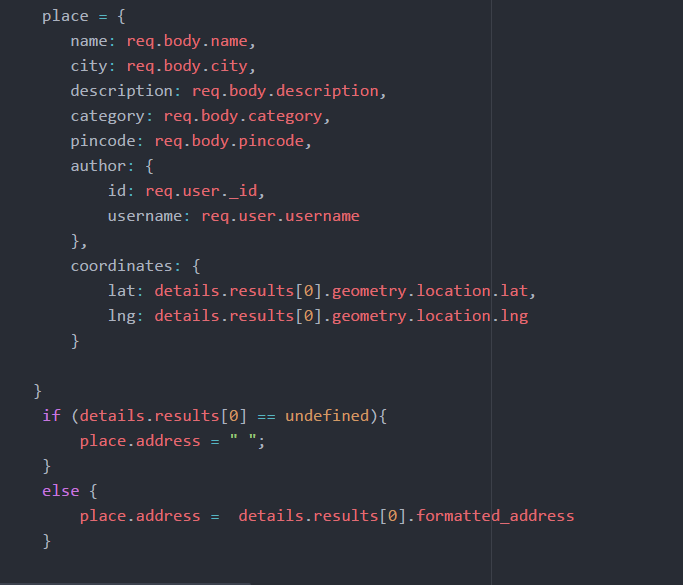 place = {
name: req.body.name,
city: req.body.city,
description: req.body.description,
category: req.body.category,
pincode: req.body.pincode,
author: {
id: req.user._id,
username: req.user.username
},
coordinates: {
lat: details.results[0].geometry.location.lat,
lng: details.results[0].geometry.location.lng
}
}
if (details.results[0] == undefined){
place.address = " ";
}
else {
place.address =  details.results[0].formatted_address
}